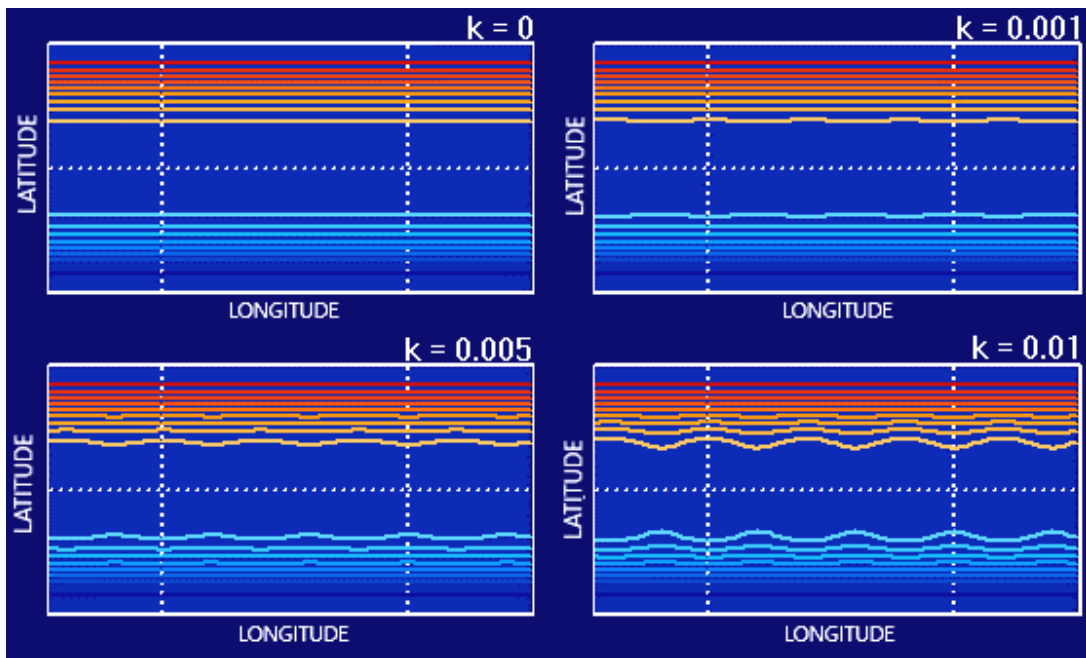 k = 0
LATITUDE
LONGITUDE
k = 0.001
LATITUDE
LONGITUDE
k = 0.005
LATITUDE
LONGITUDE
k = 0.01
LATITUDE
LONGITUDE